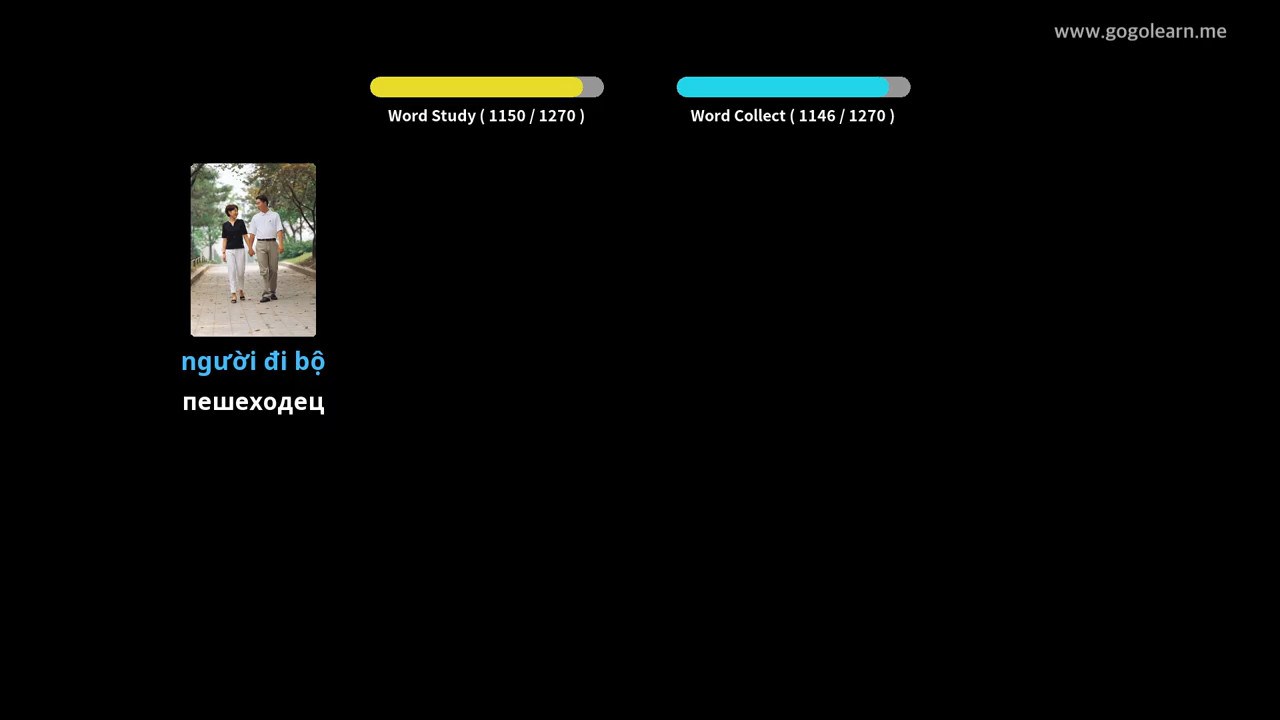 www.gogolearn.me
Word Study ( 1150 / 1270 )
Word Collect ( 1146 / 1270 )
người đi bộ
пешеходец